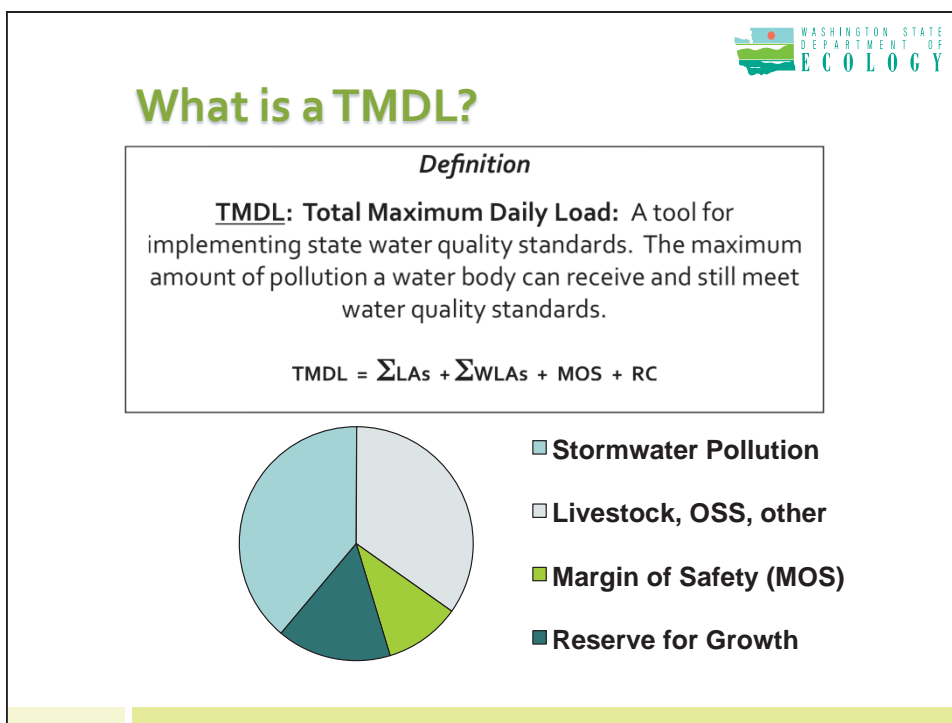 WASHINGTON STATE
DEPARTMENT OF
ECOLOGY
What is a TMDL?
Definition
TMDL: Total Maximum Daily Load: A tool for
implementing state water quality standards. The maximum
amount of pollution a water body can receive and still meet
water quality standards.
TMDL = ΣLAs + ΣWLAs + MOS + RC
Stormwater Pollution
Livestock, OSS, other
Margin of Safety (MOS)
Reserve for Growth